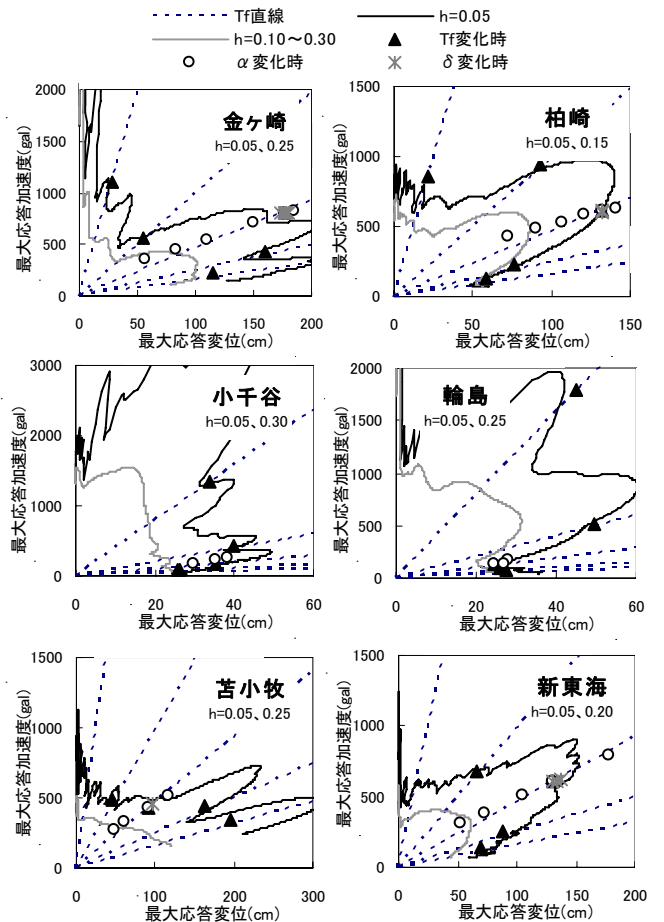 Tf直線
h=0.05
h=0.10～0.30
Tf変化時
α変化時
δ変化時
最大応答加速度(gal)
2000
1500
1000
500
0
金ヶ崎
h=0.05、0.25
0 50 100 150 200
最大応答変位(cm)
最大応答加速度(gal)
1500
1000
500
0
柏崎
h=0.05、0.15
0 50 100 150
最大応答変位(cm)
最大応答加速度(gal)
3000
2000
1000
0
小千谷
h=0.05、0.30
0 20 40 60
最大応答変位(cm)
最大応答加速度(gal)
2000
1500
1000
500
0
輪島
h=0.05、0.25
0 20 40 60
最大応答変位(cm)
最大応答加速度(gal)
1500
1000
500
0
苫小牧
h=0.05、0.25
0 100 200 300
最大応答変位(cm)
最大応答加速度(gal)
1500
1000
500
0
新東海
h=0.05、0.20
0 50 100 150 200
最大応答変位(cm)